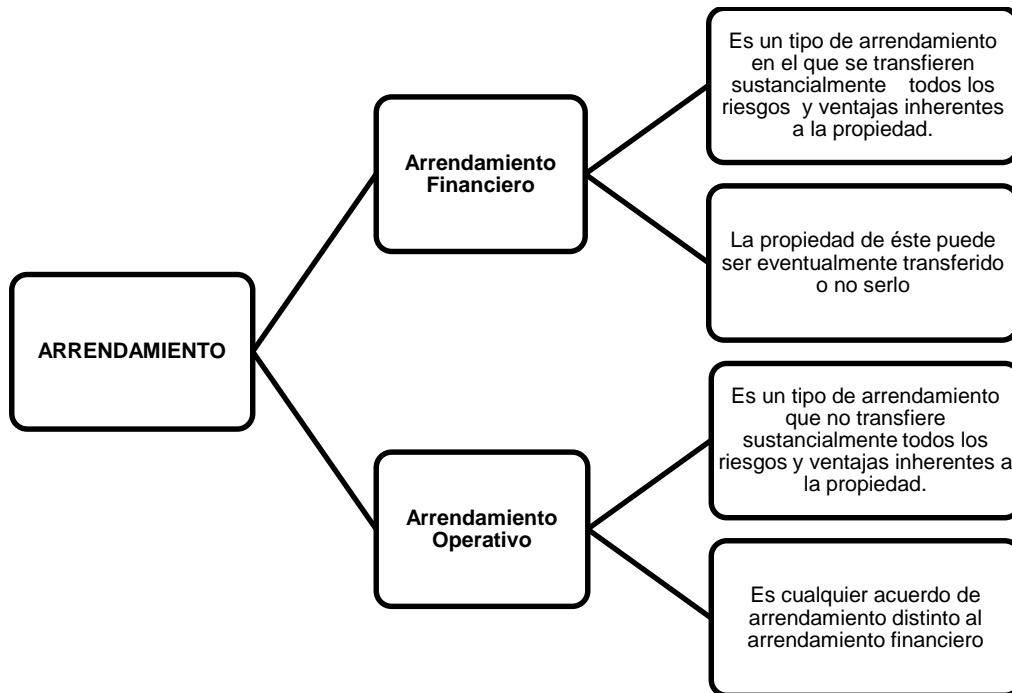 ARRENDAMIENTO
Arrendamiento
Financiero
Es un tipo de arrendamiento
en el que se transfieren
sustancialmente todos los
riesgos y ventajas inherentes
a la propiedad.
La propiedad de éste puede
ser eventualmente transferido
o no serlo
Arrendamiento
Operativo
Es un tipo de arrendamiento
que no transfiere
sustancialmente todos los
riesgos y ventajas inherentes a
la propiedad.
Es cualquier acuerdo de
arrendamiento distinto al
arrendamiento financiero